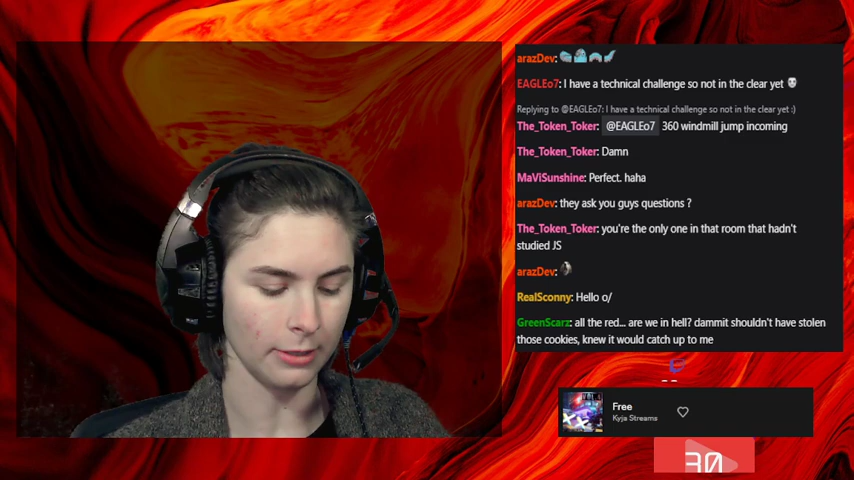 arazDev:
EAGLEo7: I have a technical challenge so not in the clear yet
Replying to @EAGLEo7: I have a technical challenge so not in the clear yet :)
The_Token_Toker: @EAGLEo7 360 windmill jump incoming
The_Token_Toker: Damn
MaViSunshine: Perfect. haha
arazDev: they ask you guys questions ?
The_Token_Toker: you're the only one in that room that hadn't
studied JS
arazDev:
RealSconny: Hello o/
GreenScarz: all the red... are we in hell? dammit shouldn't have stolen
those cookies, knew it would catch up to me
Free
Kyja Streams
30